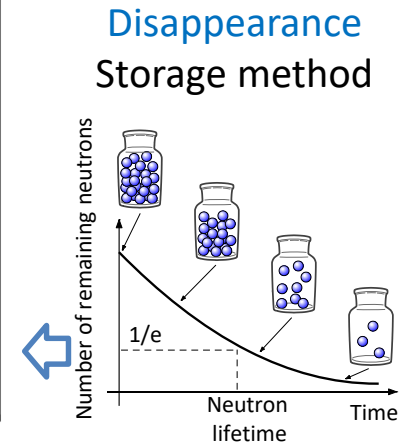 Disappearance
Storage method
Number of remaining neutrons
1/e
Neutron
lifetime
Time